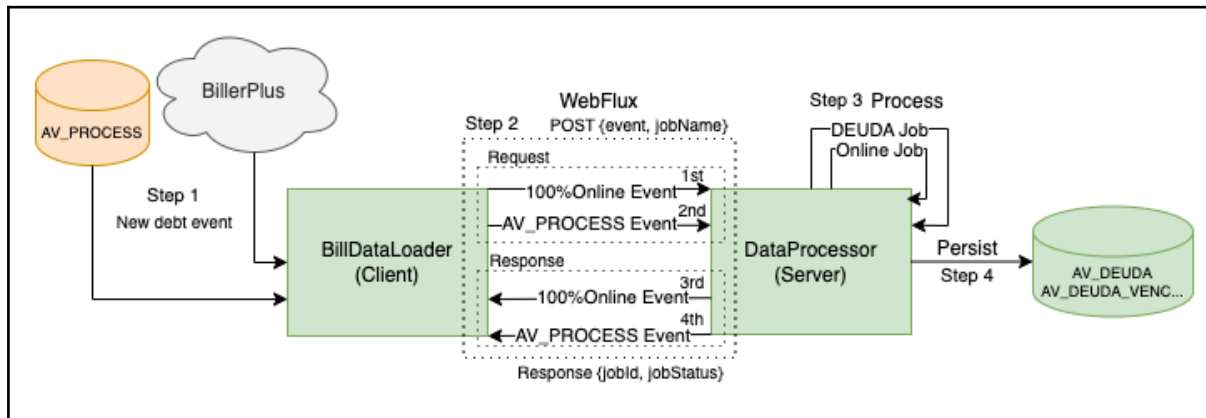 BillerPlus
AV_PROCESS
Step 1
New debt event
BillDataLoader
(Client)
WebFlux
Step 2
POST {event, jobName}
Request
1st
100%Online Event
2nd
AV_PROCESS Event
Response
3rd
100%Online Event
4th
AV_PROCESS Event
Response {jobId, jobStatus}
Step 3 Process
DEUDA Job
Online Job
DataProcessor
(Server)
Persist
Step 4
AV_DEUDA
AV_DEUDA_VENC...